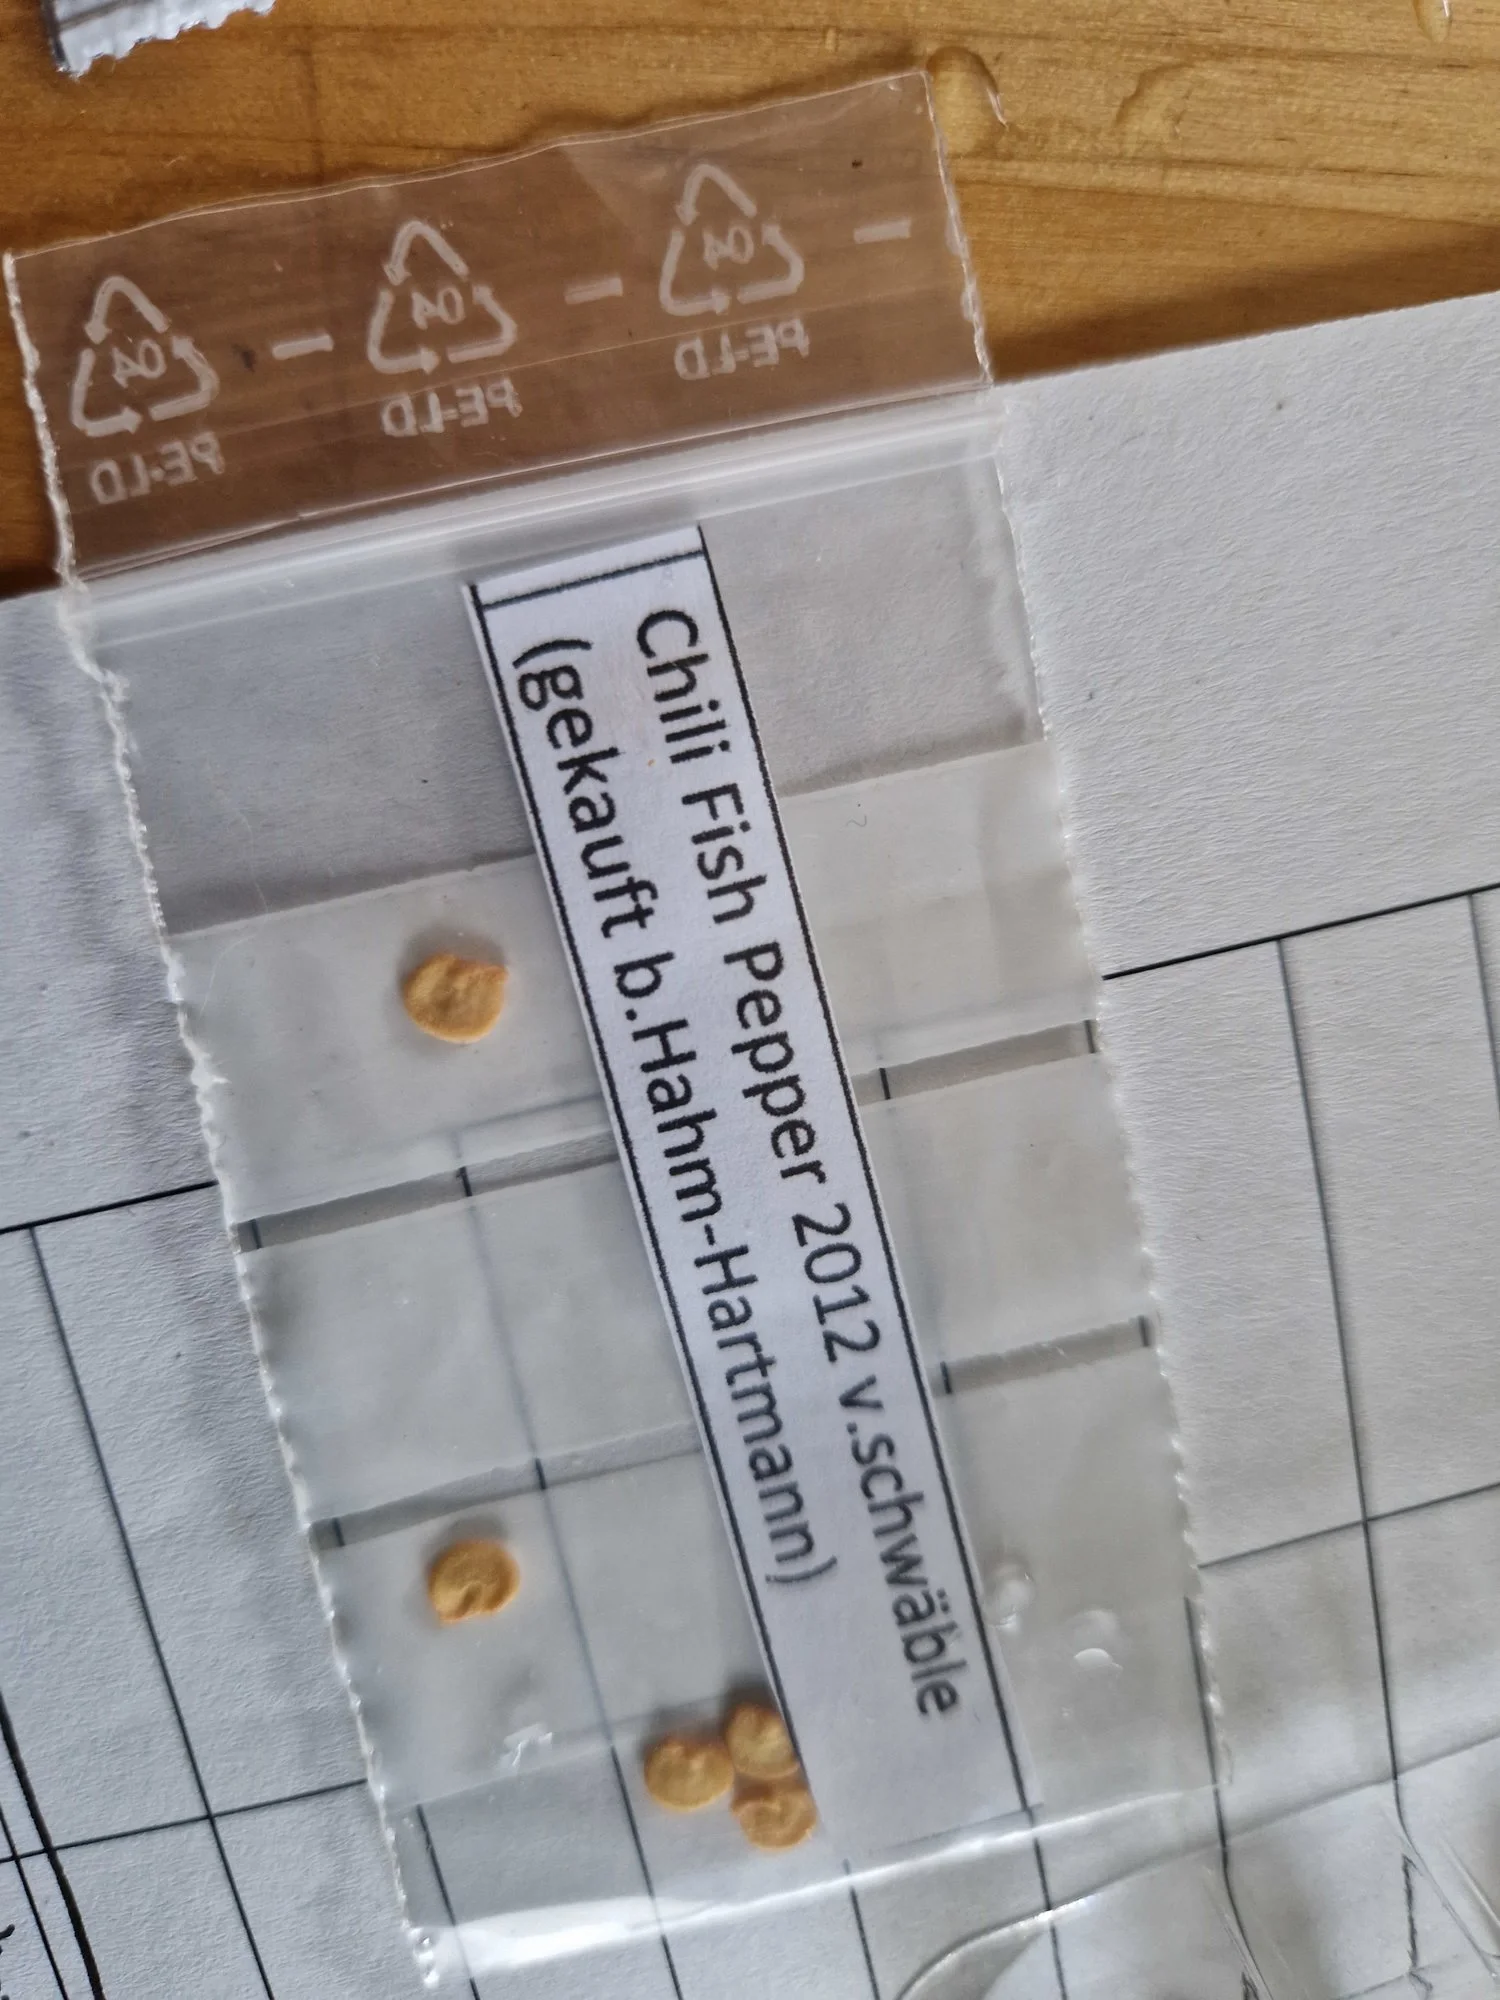 04
PE-LD
04
PE-LD
04
PE-LD
Chili Fish Pepper 2012 v.schwäble
(gekauft b.Hahm-Hartmann)